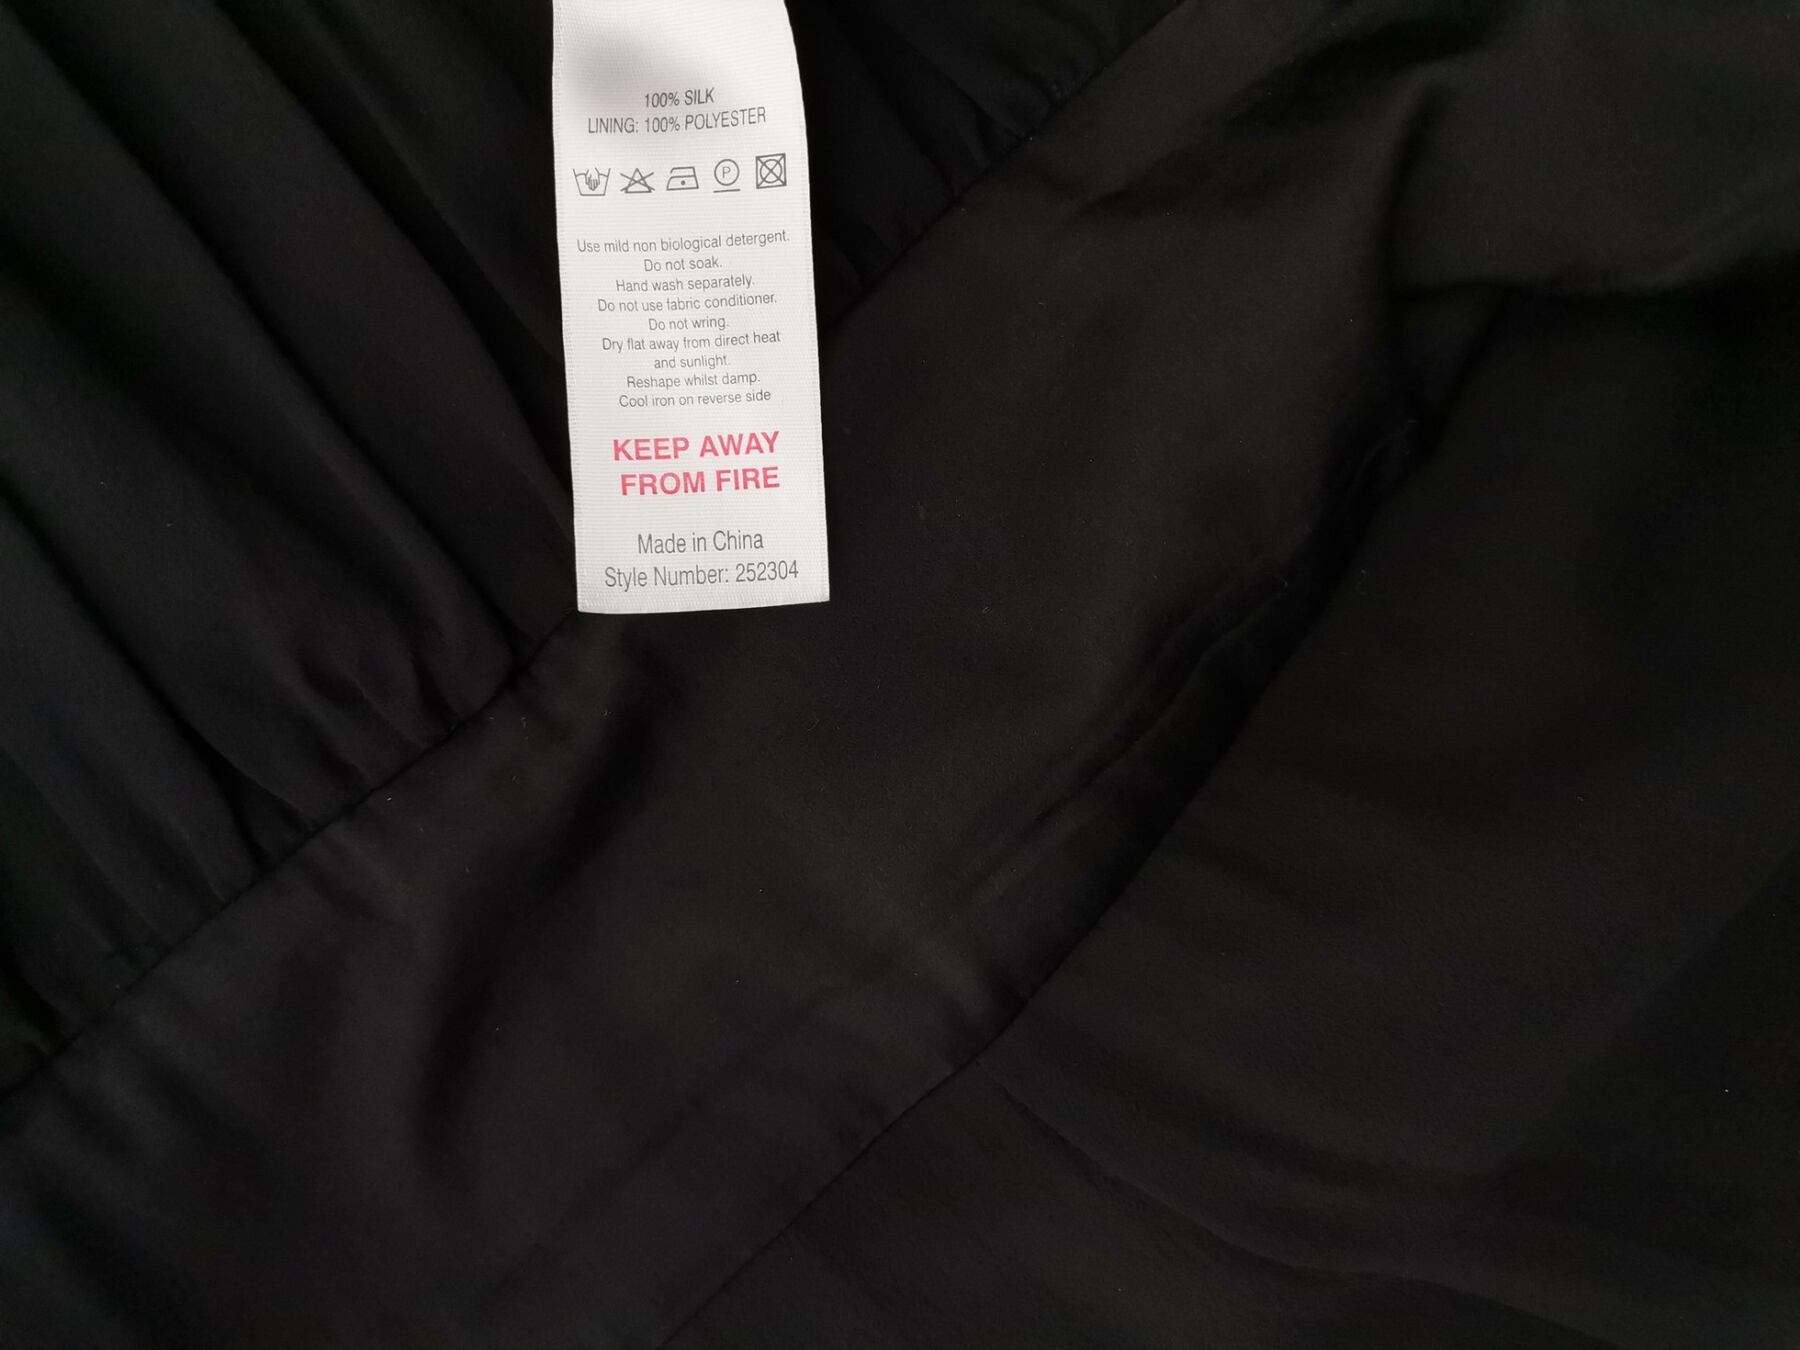 100% SILK
LINING: 100% POLYESTER
P
Use mild non biological detergent.
Do not soak.
Hand wash separately.
Do not use fabric conditioner.
Do not wring.
Dry flat away from direct heat
and sunlight.
Reshape whilst damp.
Cool iron on reverse side
KEEP AWAY
FROM FIRE
Made in China
Style Number: 252304